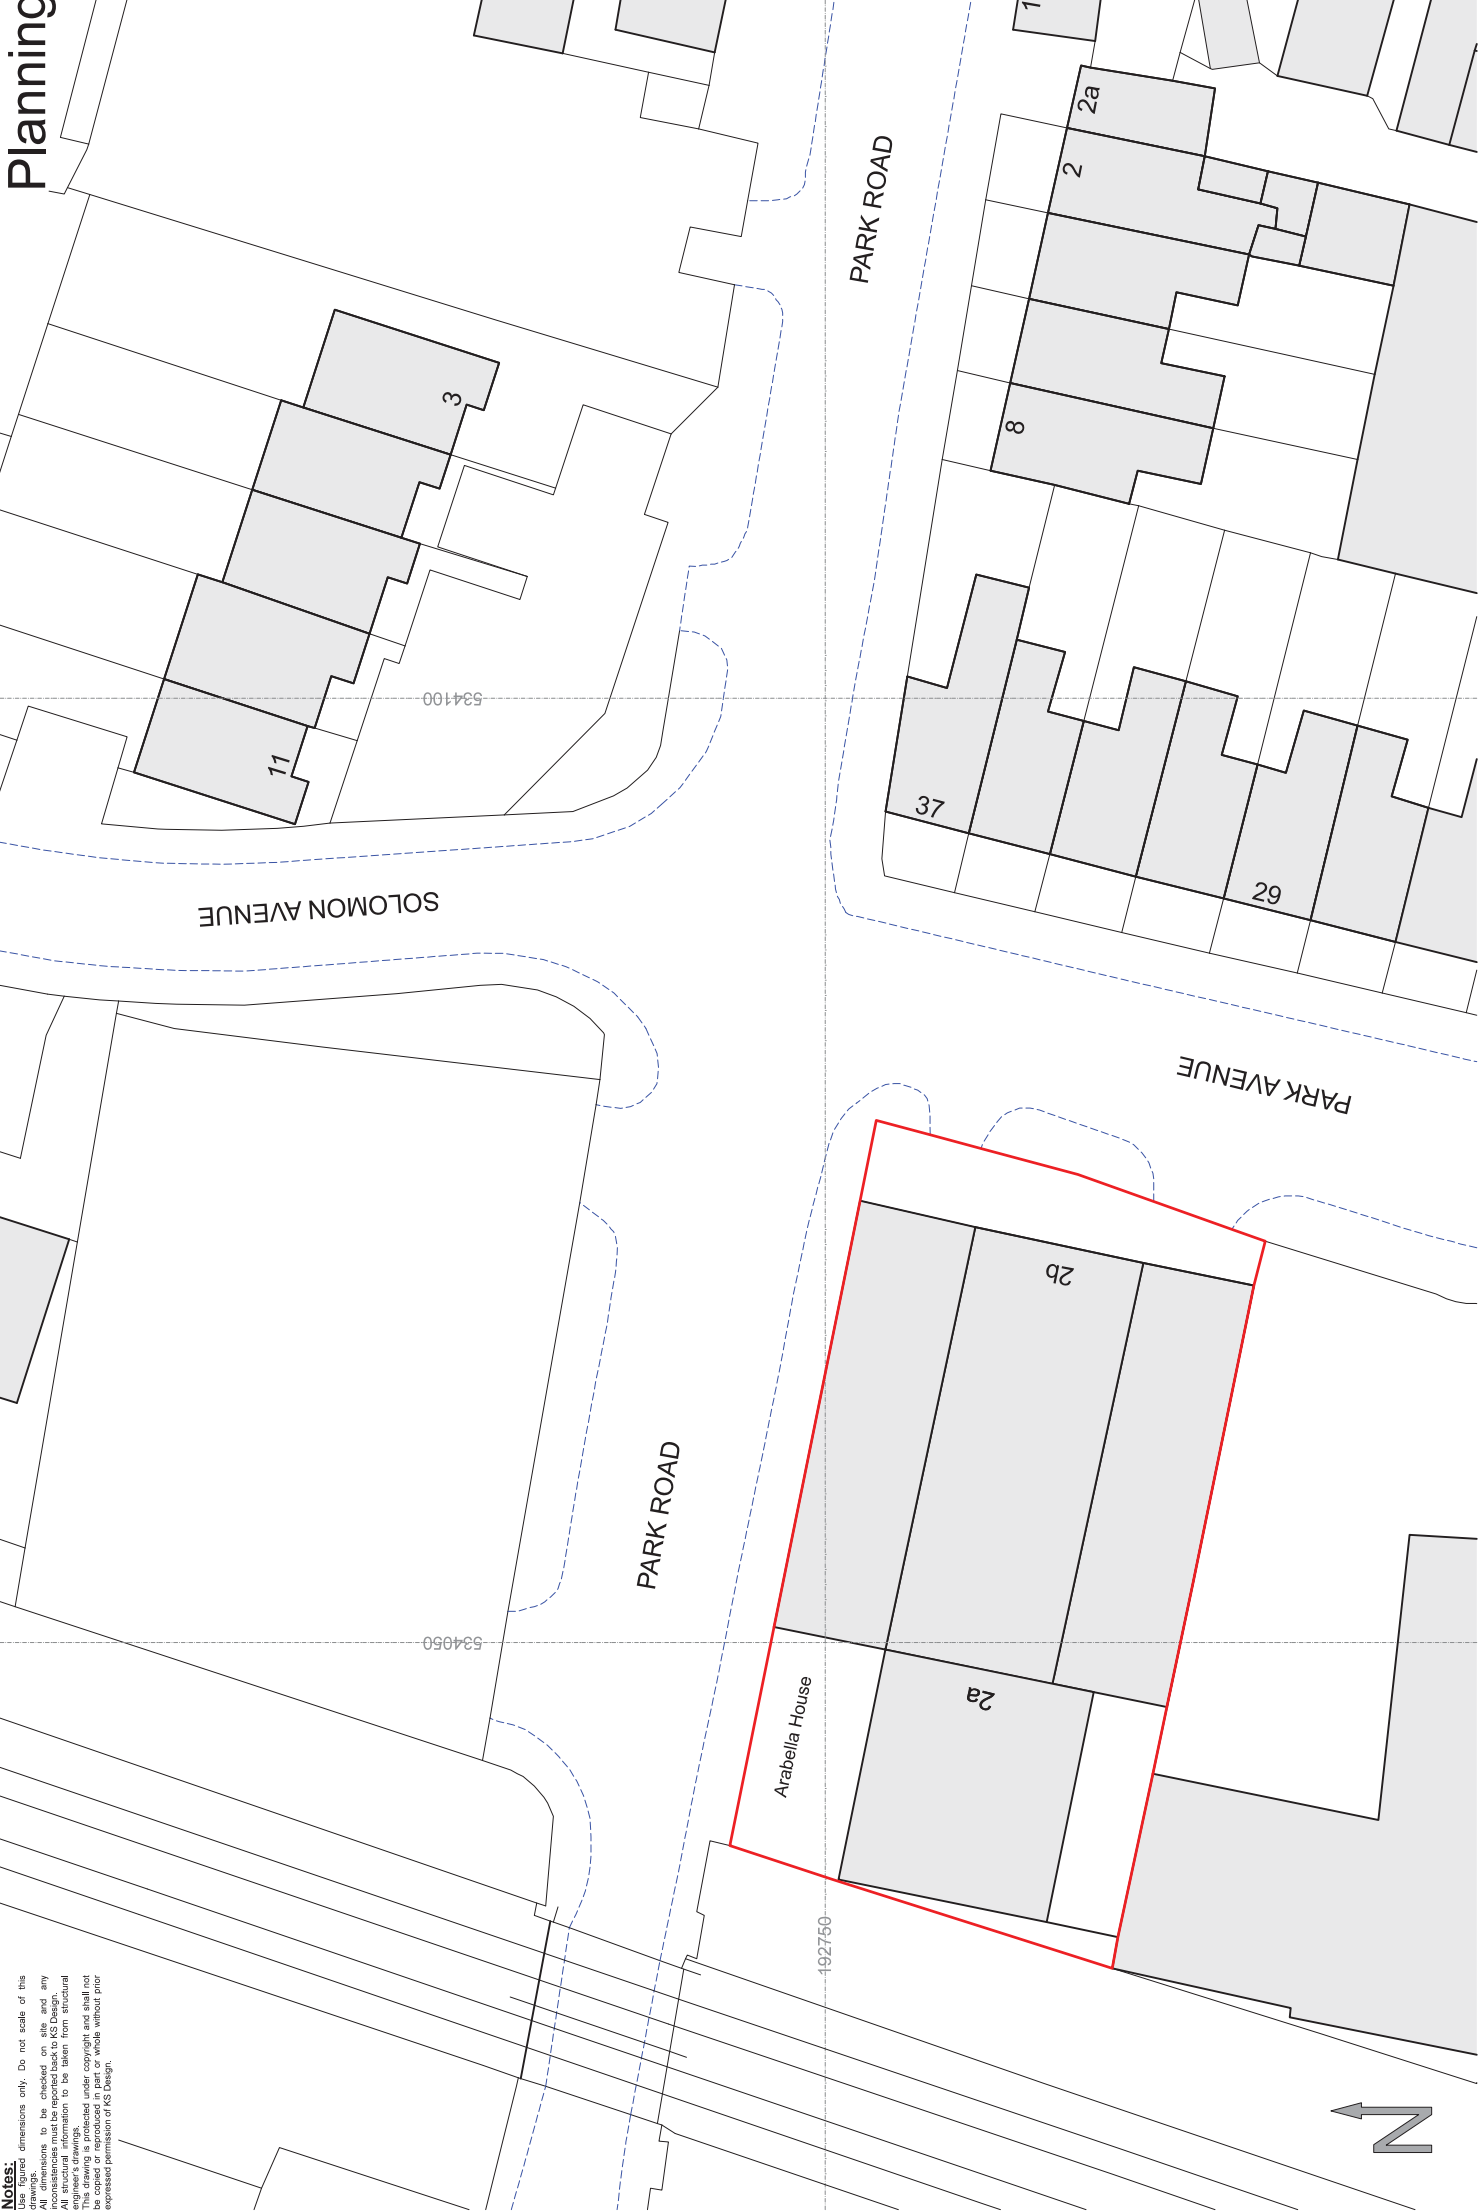 Planning
1
2a
2
PARK ROAD
3
8
534100
11
37
SOLOMON AVENUE
29
PARK AVENUE
2b
PARK ROAD
534050
2a
Arabella House
192750
N
Notes:
Use figured dimensions only. Do not scale of this
drawings.
All dimensions to be checked on site and any
inconsistencies must be reported back to KS Design.
All structural information to be taken from structural
engineer's drawings.
This drawing is protected under copyright and shall not
be copied or reproduced in part or whole without prior
expressed permission of KS Design.